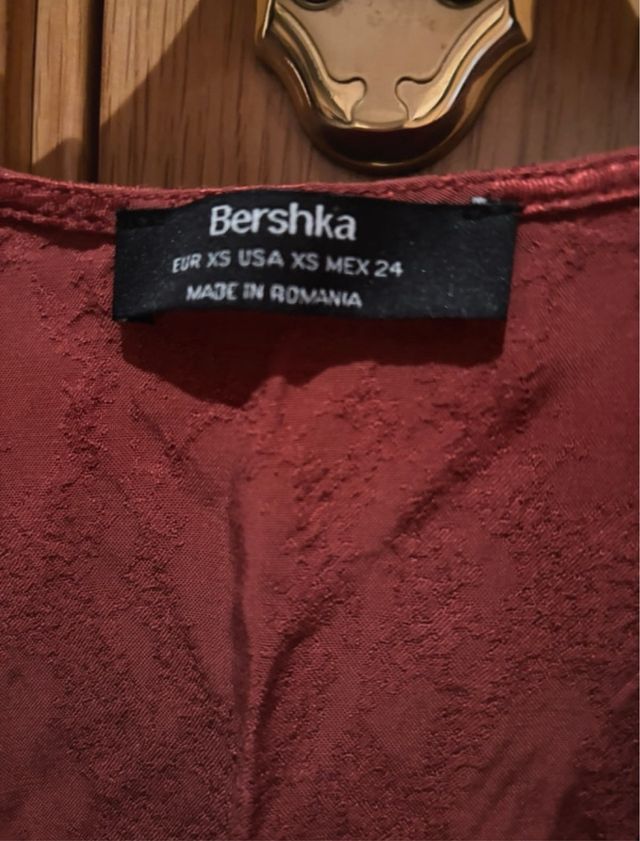 Bershka
EUR XS USA XS MEX 24
MADE IN ROMANIA